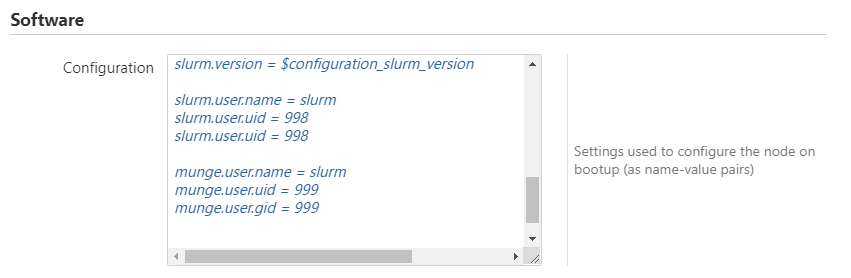 Software
Configuration
slurm.version = $configuration_slurm_version
slurm.user.name = slurm
slurm.user.uid = 998
slurm.user.uid = 998
munge.user.name = slurm
munge.user.uid = 999
munge.user.gid = 999
Settings used to configure the node on
bootup (as name-value pairs)